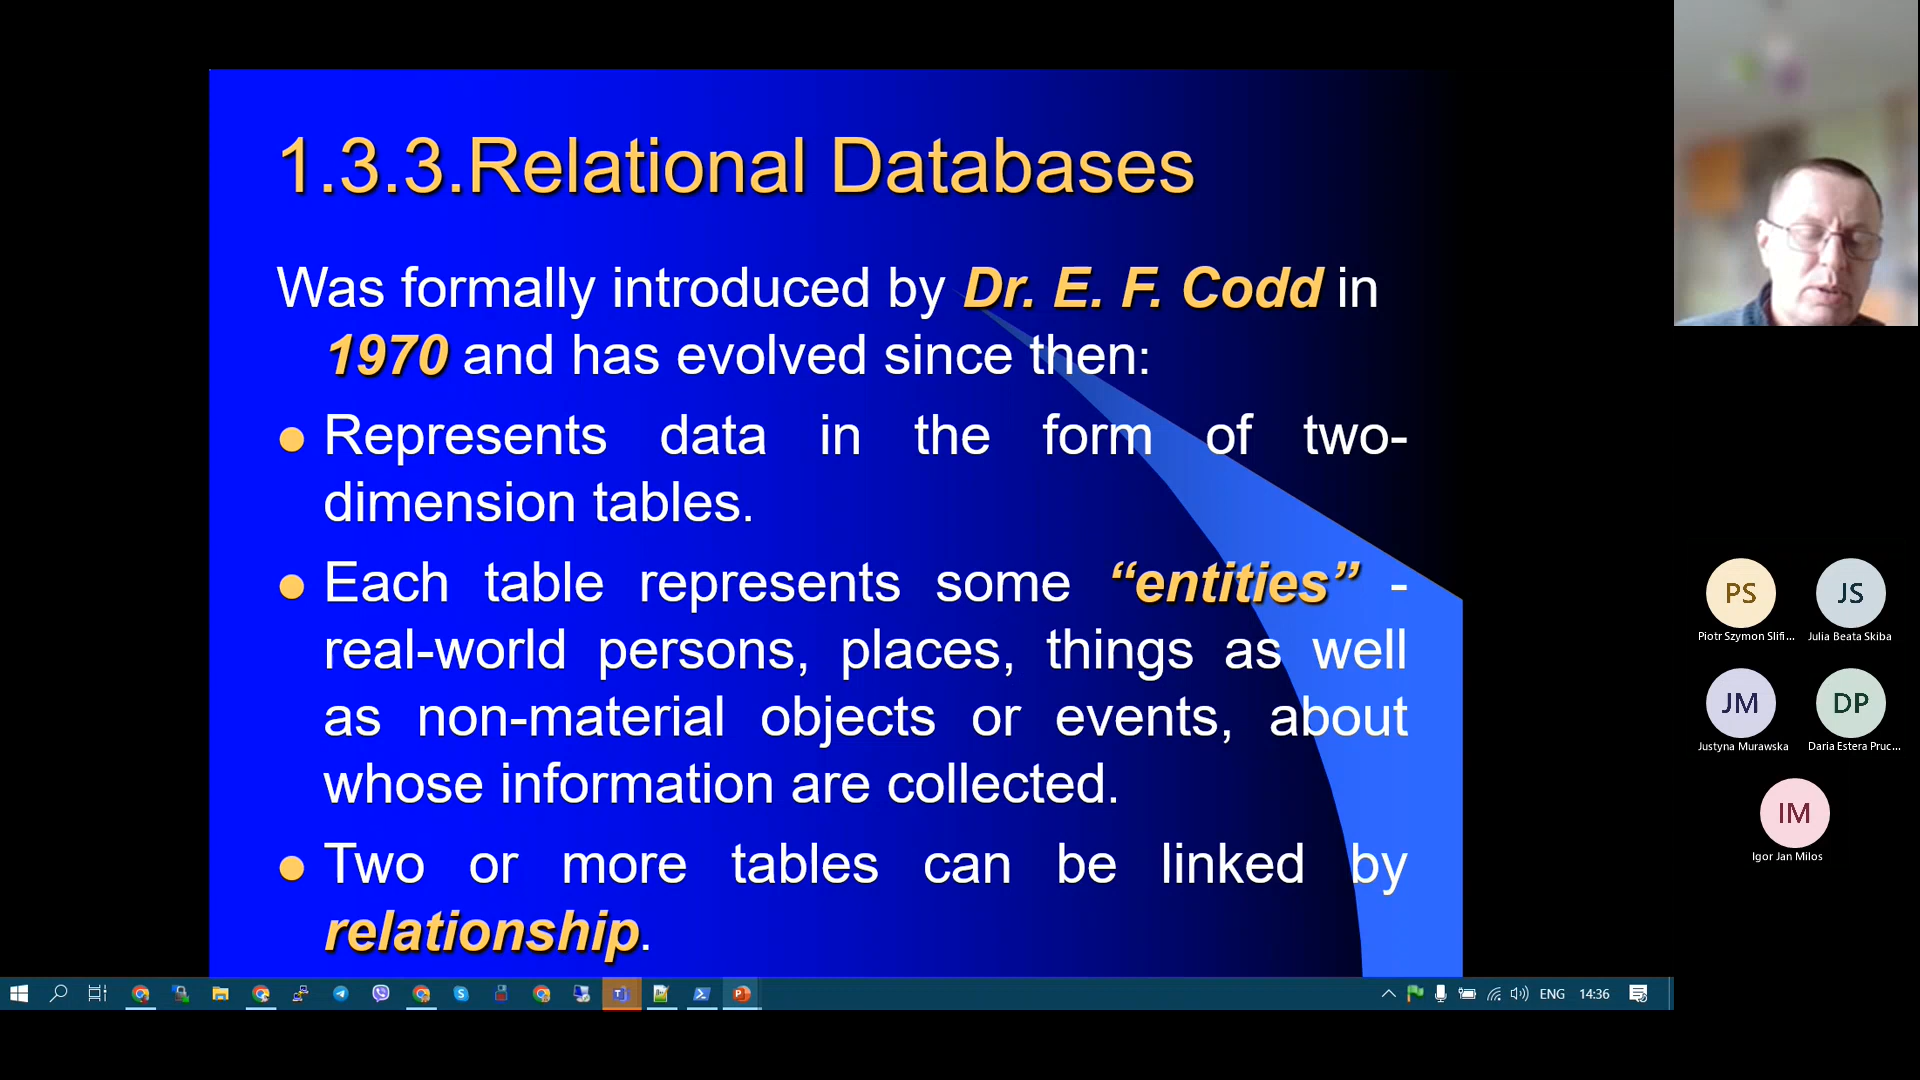 1.3.3.Relational Databases
Was formally introduced by Dr. E. F. Codd in
1970 and has evolved since then:
Represents data in the form of two-
dimension tables.
Each table represents some “entities” -
real-world persons, places, things as well
as non-material objects or events, about
whose information are collected.
Two or more tables can be linked by
relationship.
PS
JS
Piotr Szymon Slifi...
Julia Beata Skiba
JM
DP
Justyna Murawska
Daria Estera Pruc...
IM
Igor Jan Milos
ENG
14:36